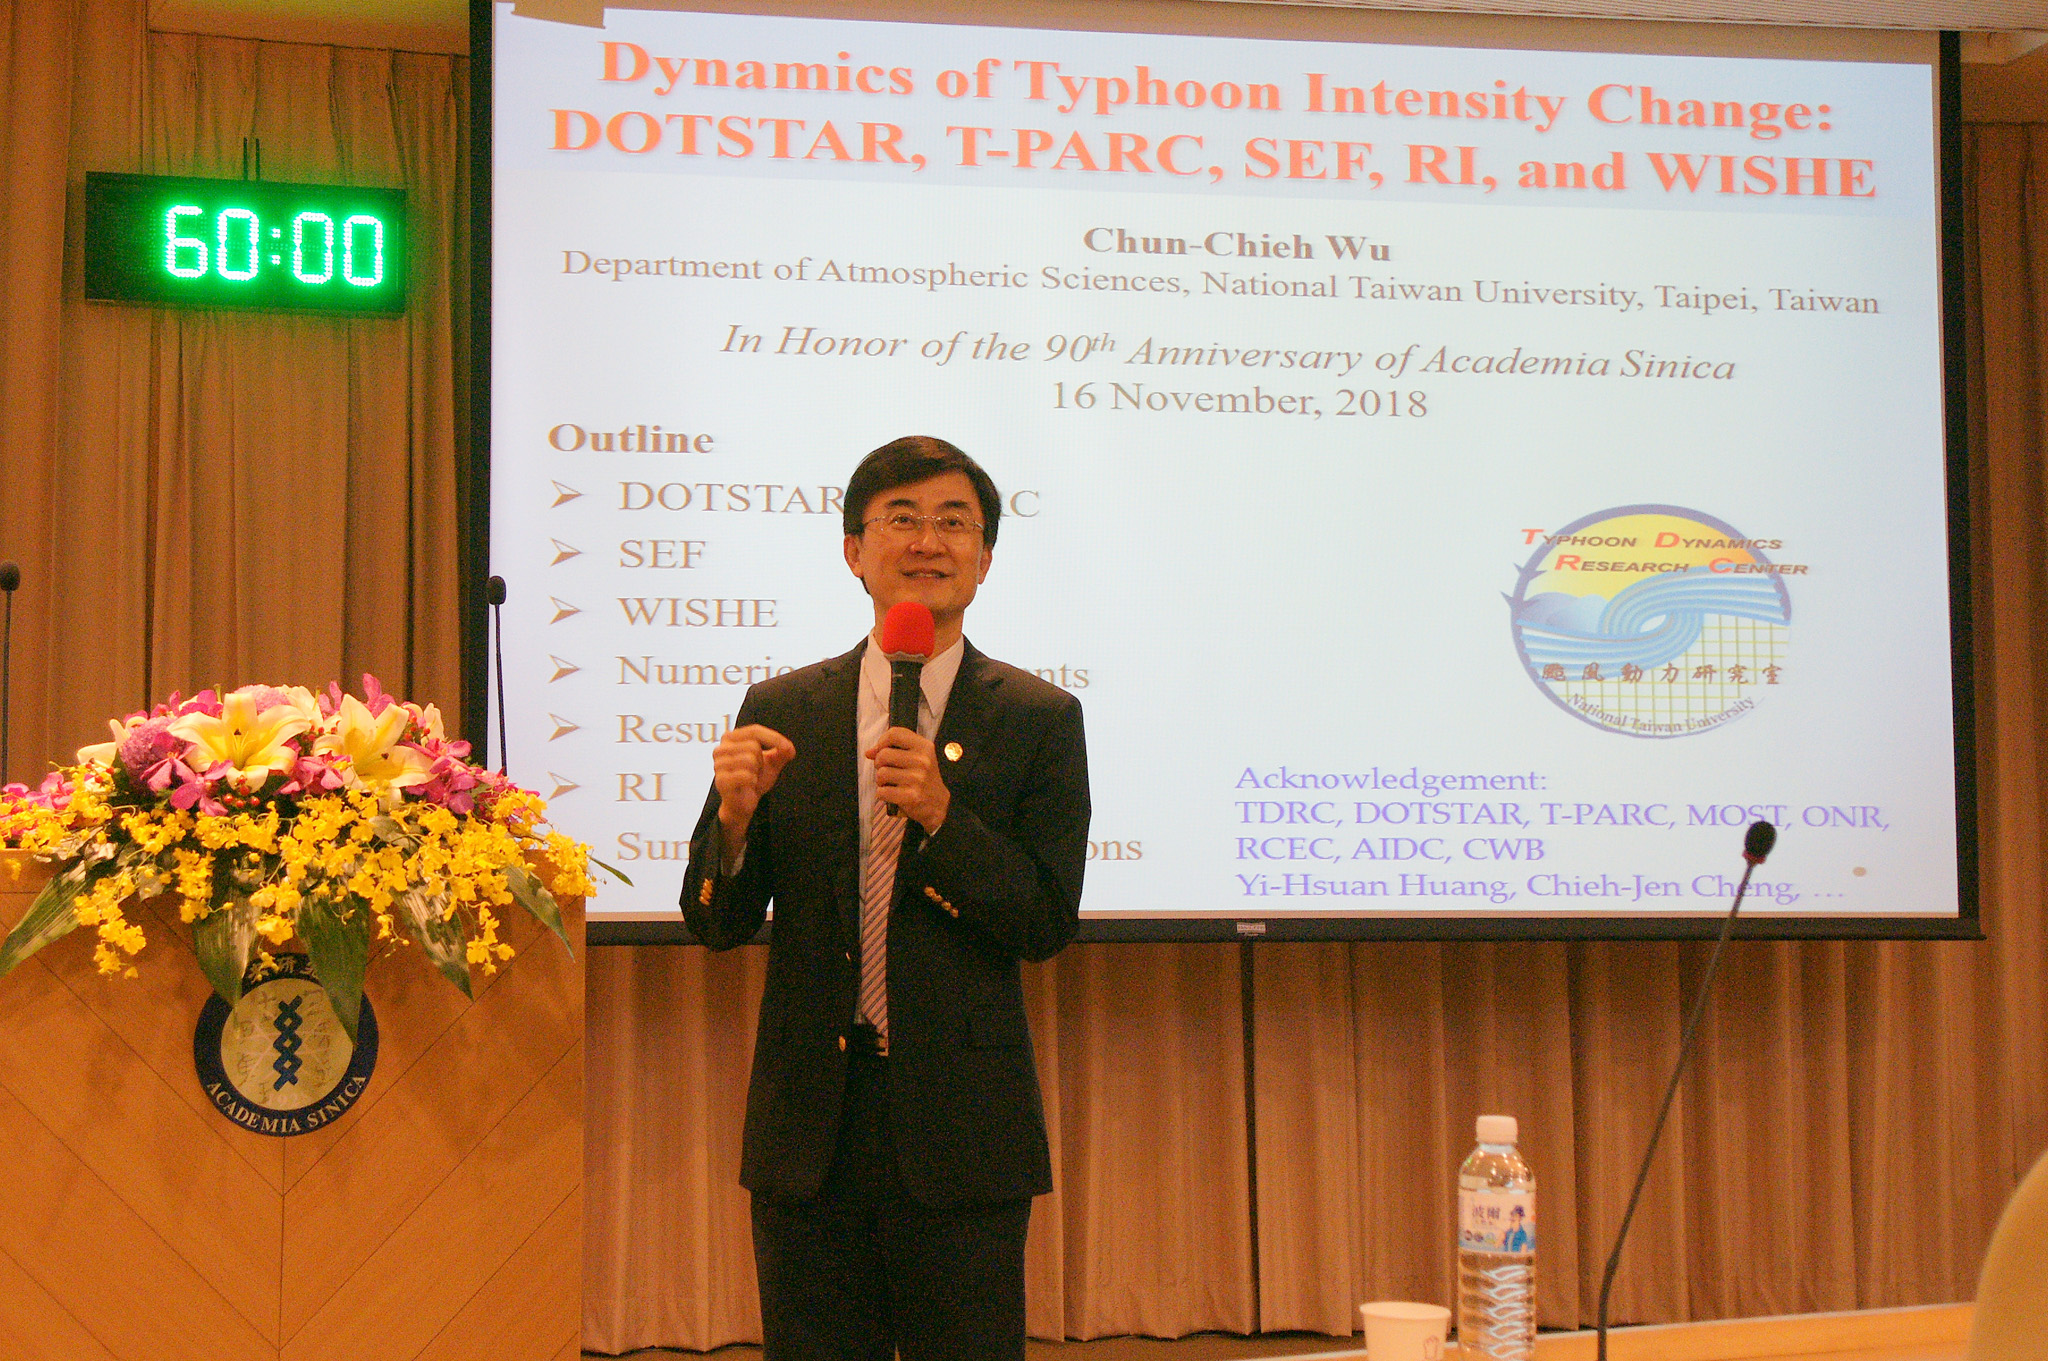 60:00
Dynamics of Typhoon Intensity Change:
DOTSTAR, T-PARC, SEF, RI, and WISHE
Chun-Chieh Wu
Department of Atmospheric Sciences, National Taiwan University, Taipei, Taiwan
In Honor of the 90th Anniversary of Academia Sinica
16 November, 2018
Outline
➢ DOTSTAR
➢ SEF
➢ WISHE
➢
➢
➢ RI
TYPHOON DYNAMICS
RESEARCH CENTER
颱風動力研究室
National Taiwan University
Acknowledgement:
TDRC, DOTSTAR, T-PARC, MOST, ONR,
RCEC, AIDC, CWB
Yi-Hsuan Huang, Chieh-Jen Cheng, …
ACADEMIA SINICA
波爾